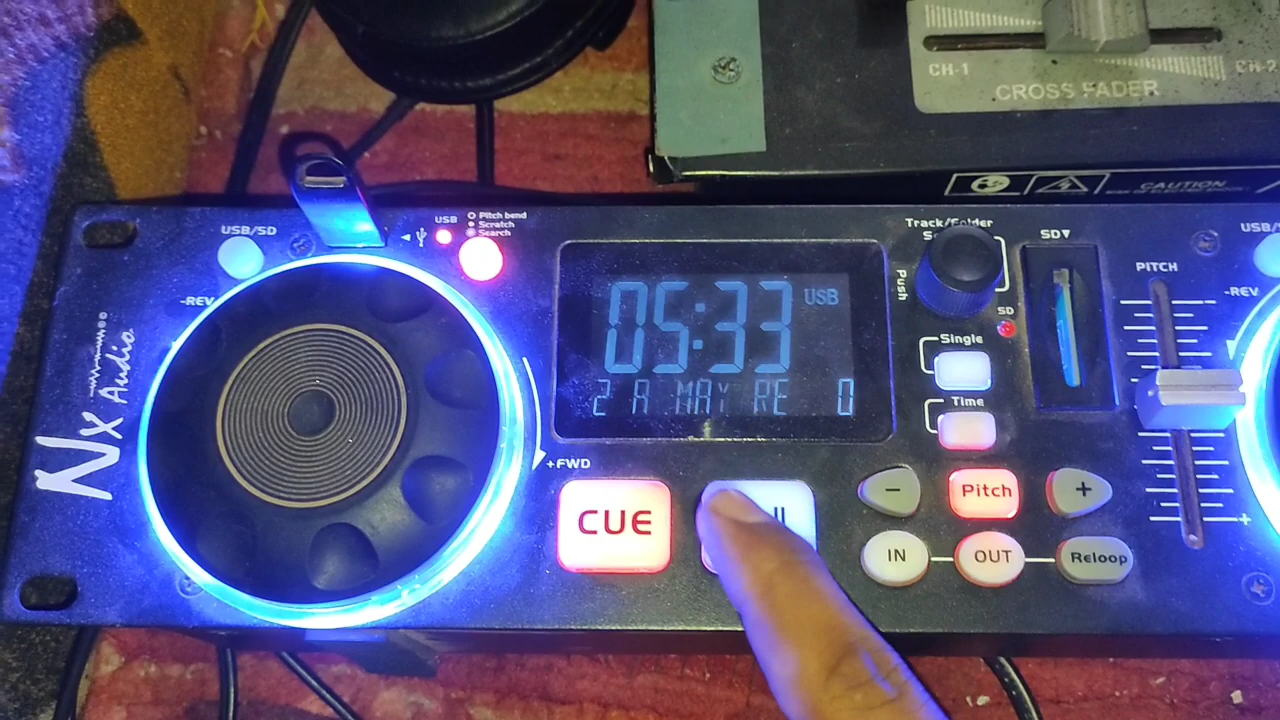 CH-1
CH-2
CROSS FADER
CAUTION
USB/SD
USB
Pitch bend
Scratch
Search
Track/Folder
SD▼
PITCH
USB/
-REV
-REV
Push
SD
Single
Time
05:33 USB
2 A MAY RE 0
Nx Audio
+FWD
CUE
- Pitch +
IN OUT Reloop
+